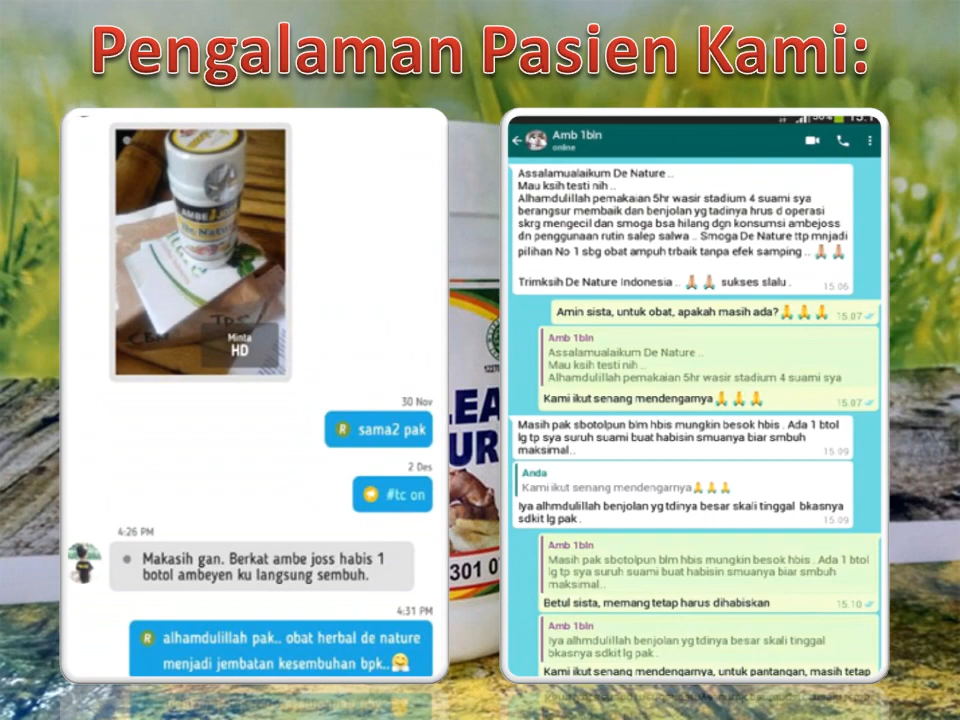 Pengalaman Pasien Kami:
AMBEJOSS
De Nature
Minta
HD
30 Nov
R sama2 pak
2 Des
#tc on
4:26 PM
Makasih gan. Berkat ambe joss habis 1
botol ambeyen ku langsung sembuh.
4:31 PM
R alhamdulillah pak.. obat herbal de nature
menjadi jembatan kesembuhan bpk..🤗
LEA
UR
301 0
Amb 1bln
online
Assalamualaikum De Nature ..
Mau ksih testi nih ..
Alhamdulillah pemakaian 5hr wasir stadium 4 suami sya
berangsur membaik dan benjolan yg tadinya hrus d operasi
skrg mengecil dan smoga bsa hilang dgn konsumsi ambejoss
dn penggunaan rutin salep salwa .. Smoga De Nature ttp mnjadi
pilihan No 1 sbg obat ampuh trbaik tanpa efek samping .. 🙏 🙏
Trimksih De Nature Indonesia .. 🙏 🙏 sukses slalu .
15:06
Amin sista, untuk obat, apakah masih ada?🙏 🙏 🙏 15.07
Amb 1bln
Assalamualaikum De Nature ..
Mau ksih testi nih ..
Alhamdulillah pemakaian 5hr wasir stadium 4 suami sya
Kami ikut senang mendengarnya🙏 🙏 🙏 15.07
Masih pak sbotolpun blm hbis mungkin besok hbis . Ada 1 btol
lg tp sya suruh suami buat habisin smuanya biar smbuh
maksimal..
15:09
Anda
Kami ikut senang mendengarnya🙏🙏🙏
Iya alhmdulillah benjolan yg tdinya besar skali tinggal bkasnya
sdkit lg pak .
15:09
Amb 1bln
Masih pak sbotolpun blm hbis mungkin besok hbis . Ada 1 btol
lg tp sya suruh suami buat habisin smuanya biar smbuh
maksimal..
Betul sista, memang tetap harus dihabiskan 15.10
Amb 1bln
Iya alhmdulillah benjolan yg tdinya besar skali tinggal
bkasnya sdkit lg pak .
Kami ikut senang mendengarnya, untuk pantangan, masih tetap